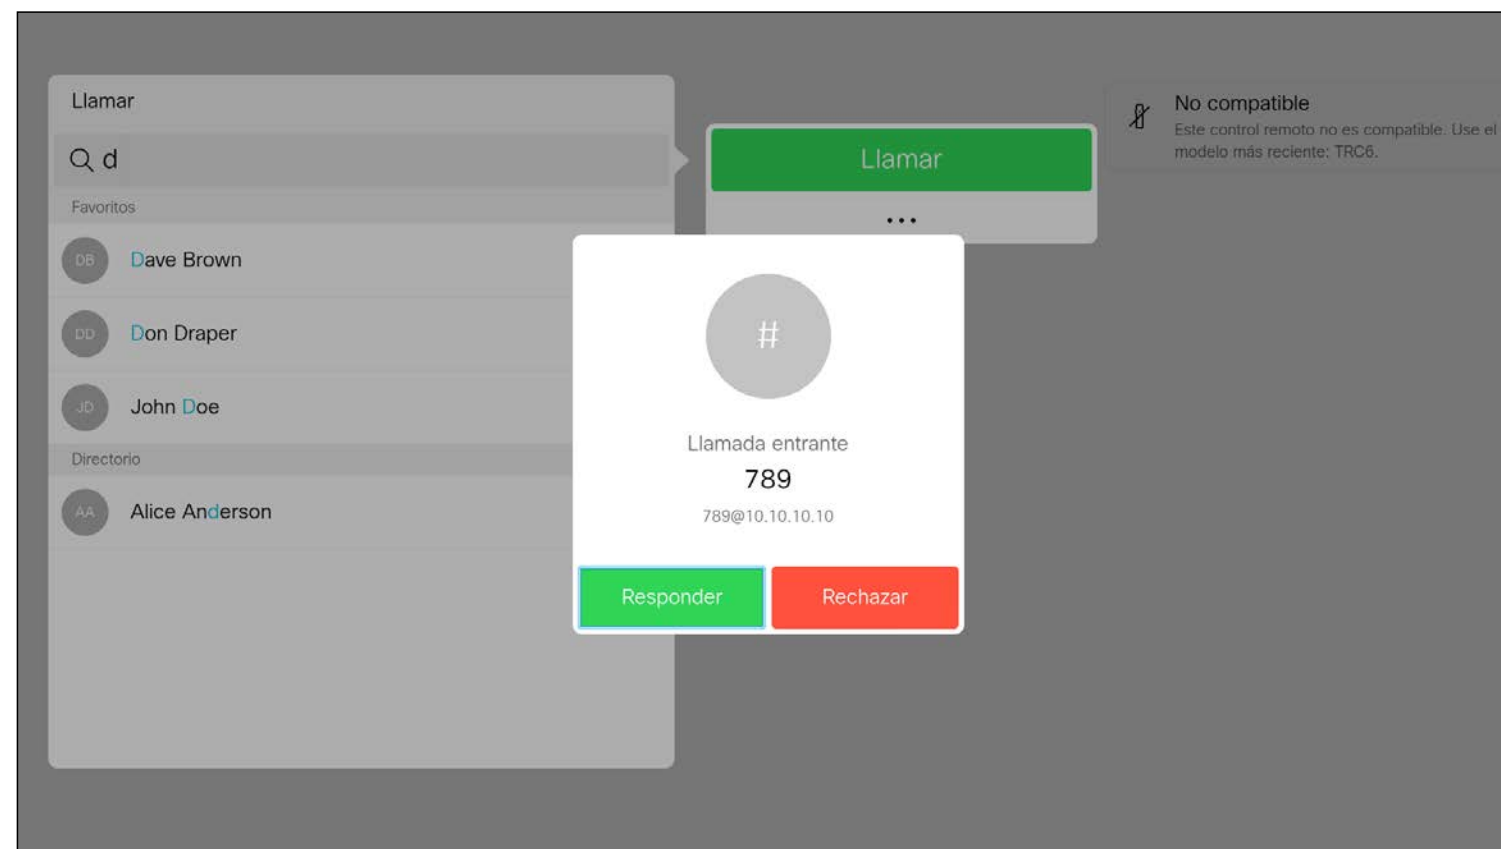 Llamar
d
Favoritos
DB
Dave Brown
DD
Don Draper
JD
John Doe
Directorio
AA
Alice Anderson
Llamar
...
No compatible
Este control remoto no es compatible. Use el
modelo más reciente: TRC6.
#
Llamada entrante
789
789@10.10.10.10
Responder
Rechazar